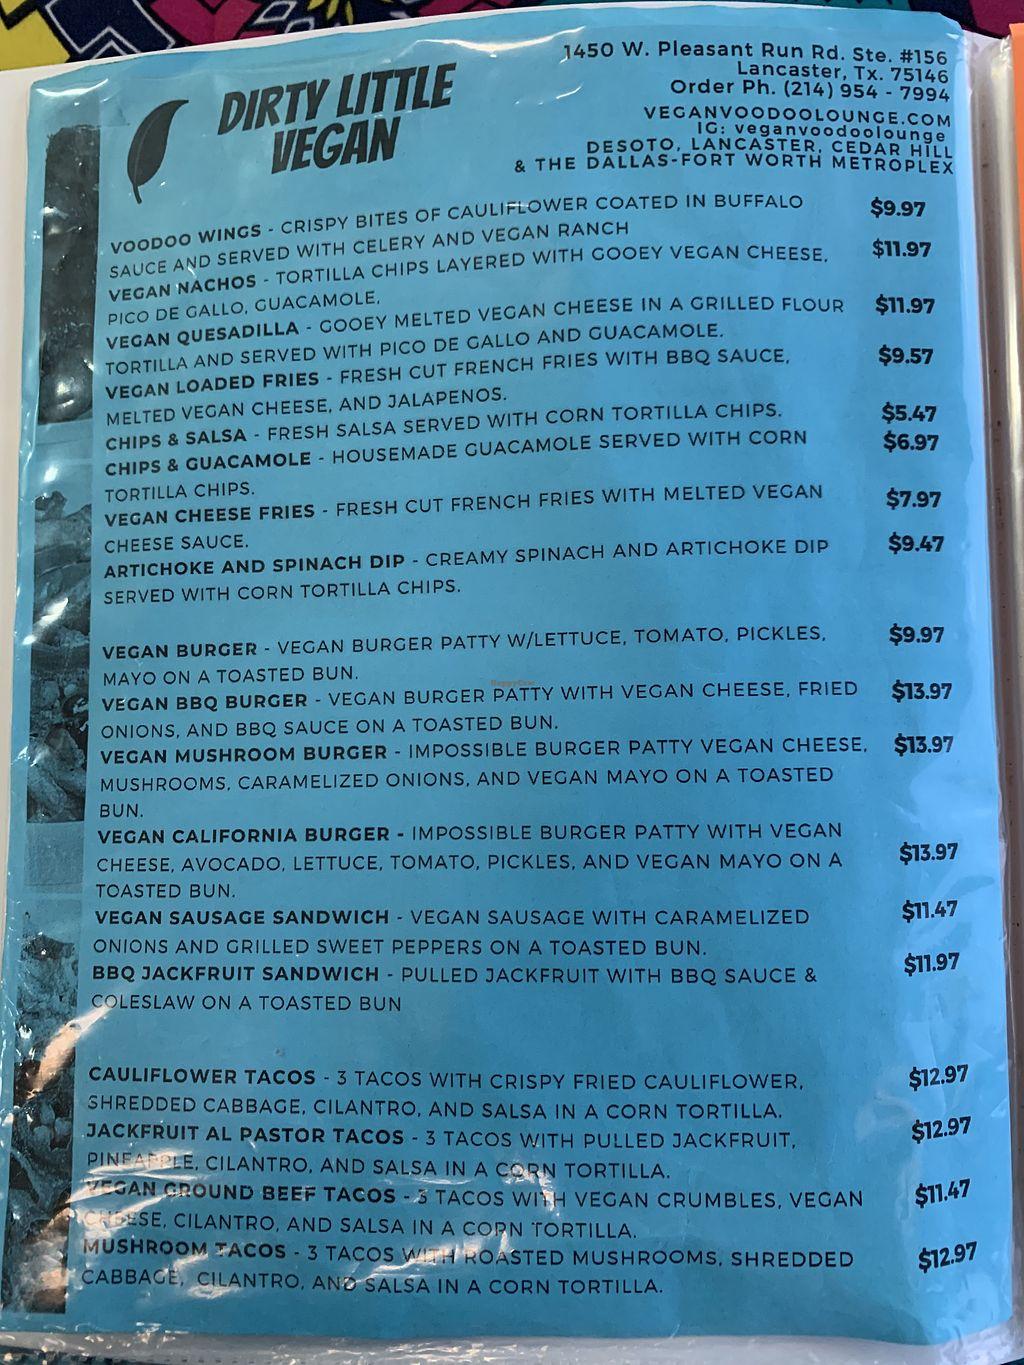 DIRTY LITTLE
VEGAN
1450 W. Pleasant Run Rd. Ste. #156
Lancaster, Tx. 75146
Order Ph. (214) 954 - 7994
VEGANVOODOOLOUNGE.COM
IG: veganvoodoolounge
DESOTO, LANCASTER, CEDAR HILL
& THE DALLAS-FORT WORTH METROPLEX
VOODOO WINGS - CRISPY BITES OF CAULIFLOWER COATED IN BUFFALO $9.97
SAUCE AND SERVED WITH CELERY AND VEGAN RANCH
VEGAN NACHOS - TORTILLA CHIPS LAYERED WITH GOOEY VEGAN CHEESE, $11.97
PICO DE GALLO, GUACAMOLE,
VEGAN QUESADILLA - GOOEY MELTED VEGAN CHEESE IN A GRILLED FLOUR $11.97
TORTILLA AND SERVED WITH PICO DE GALLO AND GUACAMOLE.
VEGAN LOADED FRIES - FRESH CUT FRENCH FRIES WITH BBQ SAUCE, $9.57
MELTED VEGAN CHEESE, AND JALAPENOS.
CHIPS & SALSA - FRESH SALSA SERVED WITH CORN TORTILLA CHIPS. $5.47
CHIPS & GUACAMOLE - HOUSEMADE GUACAMOLE SERVED WITH CORN $6.97
TORTILLA CHIPS.
VEGAN CHEESE FRIES - FRESH CUT FRENCH FRIES WITH MELTED VEGAN $7.97
CHEESE SAUCE.
ARTICHOKE AND SPINACH DIP - CREAMY SPINACH AND ARTICHOKE DIP $9.47
SERVED WITH CORN TORTILLA CHIPS.
VEGAN BURGER - VEGAN BURGER PATTY W/LETTUCE, TOMATO, PICKLES, $9.97
MAYO ON A TOASTED BUN.
VEGAN BBQ BURGER - VEGAN BURGER PATTY WITH VEGAN CHEESE, FRIED $13.97
ONIONS, AND BBQ SAUCE ON A TOASTED BUN.
VEGAN MUSHROOM BURGER - IMPOSSIBLE BURGER PATTY VEGAN CHEESE, $13.97
MUSHROOMS, CARAMELIZED ONIONS, AND VEGAN MAYO ON A TOASTED
BUN.
VEGAN CALIFORNIA BURGER - IMPOSSIBLE BURGER PATTY WITH VEGAN
CHEESE, AVOCADO, LETTUCE, TOMATO, PICKLES, AND VEGAN MAYO ON A $13.97
TOASTED BUN.
VEGAN SAUSAGE SANDWICH - VEGAN SAUSAGE WITH CARAMELIZED $11.47
ONIONS AND GRILLED SWEET PEPPERS ON A TOASTED BUN.
BBQ JACKFRUIT SANDWICH - PULLED JACKFRUIT WITH BBQ SAUCE & $11.97
COLESLAW ON A TOASTED BUN
CAULIFLOWER TACOS - 3 TACOS WITH CRISPY FRIED CAULIFLOWER, $12.97
SHREDDED CABBAGE, CILANTRO, AND SALSA IN A CORN TORTILLA.
JACKFRUIT AL PASTOR TACOS - 3 TACOS WITH PULLED JACKFRUIT, $12.97
PINEAPPLE, CILANTRO, AND SALSA IN A CORN TORTILLA.
VEGAN GROUND BEEF TACOS - 3 TACOS WITH VEGAN CRUMBLES, VEGAN $11.47
CHEESE, CILANTRO, AND SALSA IN A CORN TORTILLA.
MUSHROOM TACOS - 3 TACOS WITH ROASTED MUSHROOMS, SHREDDED $12.97
CABBAGE, CILANTRO, AND SALSA IN A CORN TORTILLA.
HappyCow